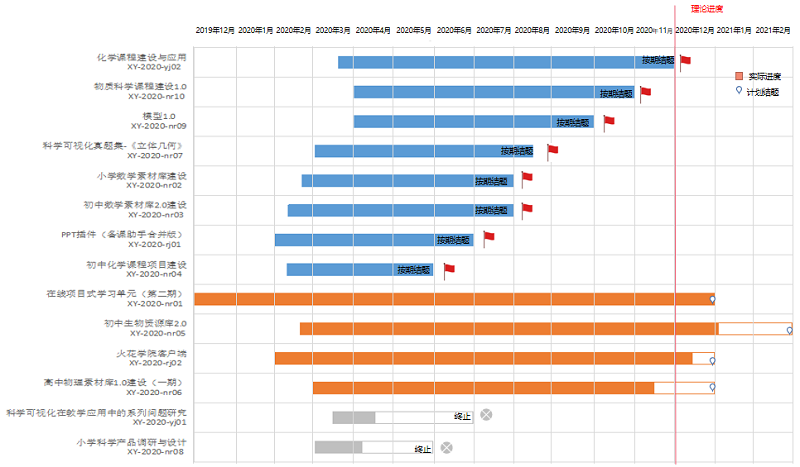 理论进度
2019年12月 2020年1月 2020年2月 2020年3月 2020年4月 2020年5月 2020年6月 2020年7月 2020年8月 2020年9月 2020年10月 2020年11月 2020年12月 2021年1月 2021年2月
化学课程建设与应用
XY-2020-yj02
按期结题
实际进度
计划结题
物质科学课程建设1.0
XY-2020-nr10
按期结题
模型1.0
XY-2020-nr09
按期结题
科学可视化真题集-《立体几何》
XY-2020-nr07
按期结题
小学数学素材库建设
XY-2020-nr02
按期结题
初中数学素材库2.0建设
XY-2020-nr03
按期结题
PPT插件（备课助手合并版）
XY-2020-rj01
按期结题
初中化学课程项目建设
XY-2020-nr04
按期结题
在线项目式学习单元（第二期）
XY-2020-nr01
初中生物资源库2.0
XY-2020-nr05
火花学院客户端
XY-2020-rj02
高中物理素材库1.0建设（一期）
XY-2020-nr06
科学可视化在教学应用中的系列问题研究
XY-2020-yj01
终止
小学科学产品调研与设计
XY-2020-nr08
终止